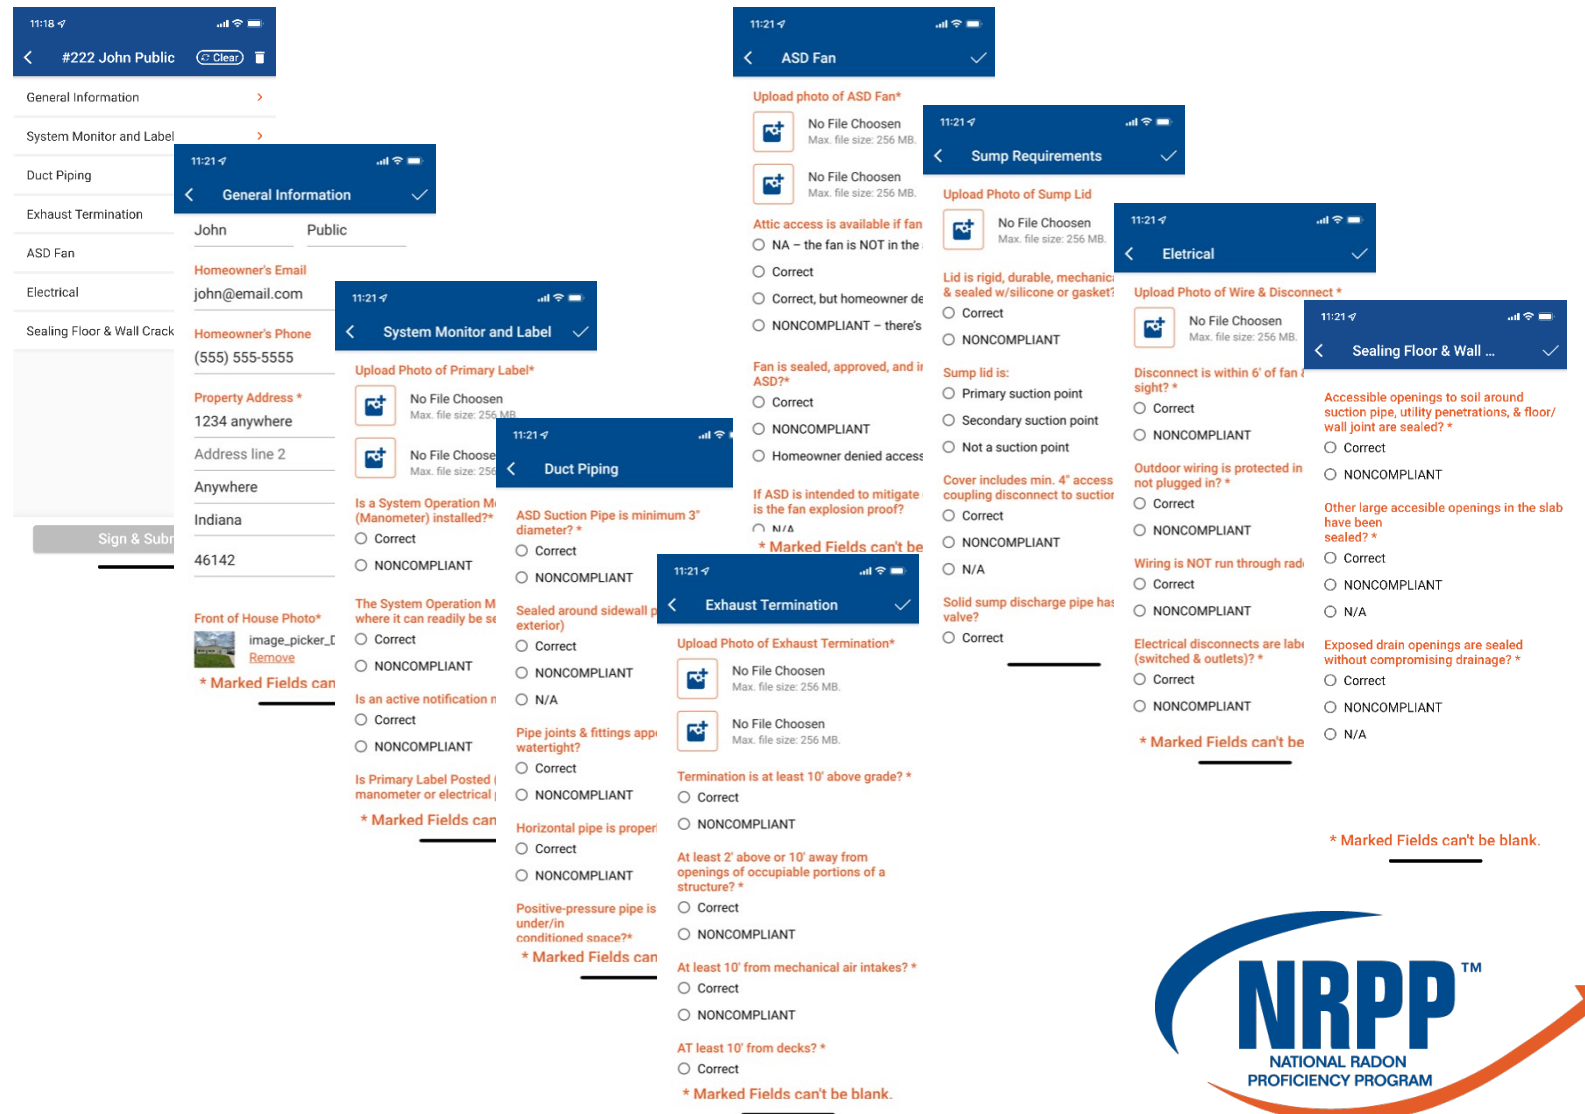 11:18
#222 John Public
Clear
General Information
System Monitor and Label
Duct Piping
Exhaust Termination
ASD Fan
Electrical
Sealing Floor & Wall Crack
Sign &
11:21
General Information
John Public
Homeowner's Email
john@email.com
Homeowner's Phone
(555) 555-5555
Property Address *
1234 anywhere
Address line 2
Anywhere
Indiana
46142
Front of House Photo*
Remove
* Marked Fields can
11:21
System Monitor and Label
Upload Photo of Primary Label*
No File Choosen
Max. file size: 256 MB.
No File
Max. file size: 256
Is a System Operation
(Manometer) installed?*
Correct
NONCOMPLIANT
The System Operation
where it can readily be
Correct
NONCOMPLIANT
Is an active notification
Correct
NONCOMPLIANT
Is Primary Label Posted
manometer or electrical
* Marked Fields can
11:21
Duct Piping
ASD Suction Pipe is minimum 3"
diameter? *
Correct
NONCOMPLIANT
Sealed around sidewall
exterior)
Correct
NONCOMPLIANT
N/A
Pipe joints & fittings
watertight?
Correct
NONCOMPLIANT
Horizontal pipe is
Correct
NONCOMPLIANT
Positive-pressure pipe is
under/in
conditioned space?*
* Marked Fields can
11:21
Exhaust Termination
Upload Photo of Exhaust Termination*
No File Choosen
Max. file size: 256 MB.
No File Choosen
Max. file size: 256 MB.
Termination is at least 10' above grade? *
Correct
NONCOMPLIANT
At least 2' above or 10' away from
openings of occupiable portions of a
structure? *
Correct
NONCOMPLIANT
At least 10' from mechanical air intakes? *
Correct
NONCOMPLIANT
AT least 10' from decks? *
Correct
* Marked Fields can't be blank.
11:21
ASD Fan
Upload photo of ASD Fan*
No File Choosen
Max. file size: 256 MB.
No File Choosen
Max. file size: 256 MB.
Attic access is available if fan
NA – the fan is NOT in the
Correct
Correct, but homeowner de
NONCOMPLIANT – there's
Fan is sealed, approved, and
ASD?*
Correct
NONCOMPLIANT
Homeowner denied access
If ASD is intended to mitigate
is the fan explosion proof?
N/A
* Marked Fields can't be
11:21
Sump Requirements
Upload Photo of Sump Lid
No File Choosen
Max. file size: 256 MB.
Lid is rigid, durable, mechanica
& sealed w/silicone or gasket?
Correct
NONCOMPLIANT
Sump lid is:
Primary suction point
Secondary suction point
Not a suction point
Cover includes min. 4" access
coupling disconnect to suction
Correct
NONCOMPLIANT
N/A
Solid sump discharge pipe has
valve?
Correct
11:21
Eletrical
Upload Photo of Wire & Disconnect *
No File Choosen
Max. file size: 256 MB.
Disconnect is within 6' of fan &
sight? *
Correct
NONCOMPLIANT
Outdoor wiring is protected in
not plugged in? *
Correct
NONCOMPLIANT
Wiring is NOT run through
Correct
NONCOMPLIANT
Electrical disconnects are
(switched & outlets)? *
Correct
NONCOMPLIANT
* Marked Fields can't be
11:21
Sealing Floor & Wall ...
Accessible openings to soil around
suction pipe, utility penetrations, & floor/
wall joint are sealed? *
Correct
NONCOMPLIANT
Other large accesible openings in the slab
have been
sealed? *
Correct
NONCOMPLIANT
N/A
Exposed drain openings are sealed
without compromising drainage? *
Correct
NONCOMPLIANT
N/A
* Marked Fields can't be blank.
NRPP™
NATIONAL RADON
PROFICIENCY PROGRAM